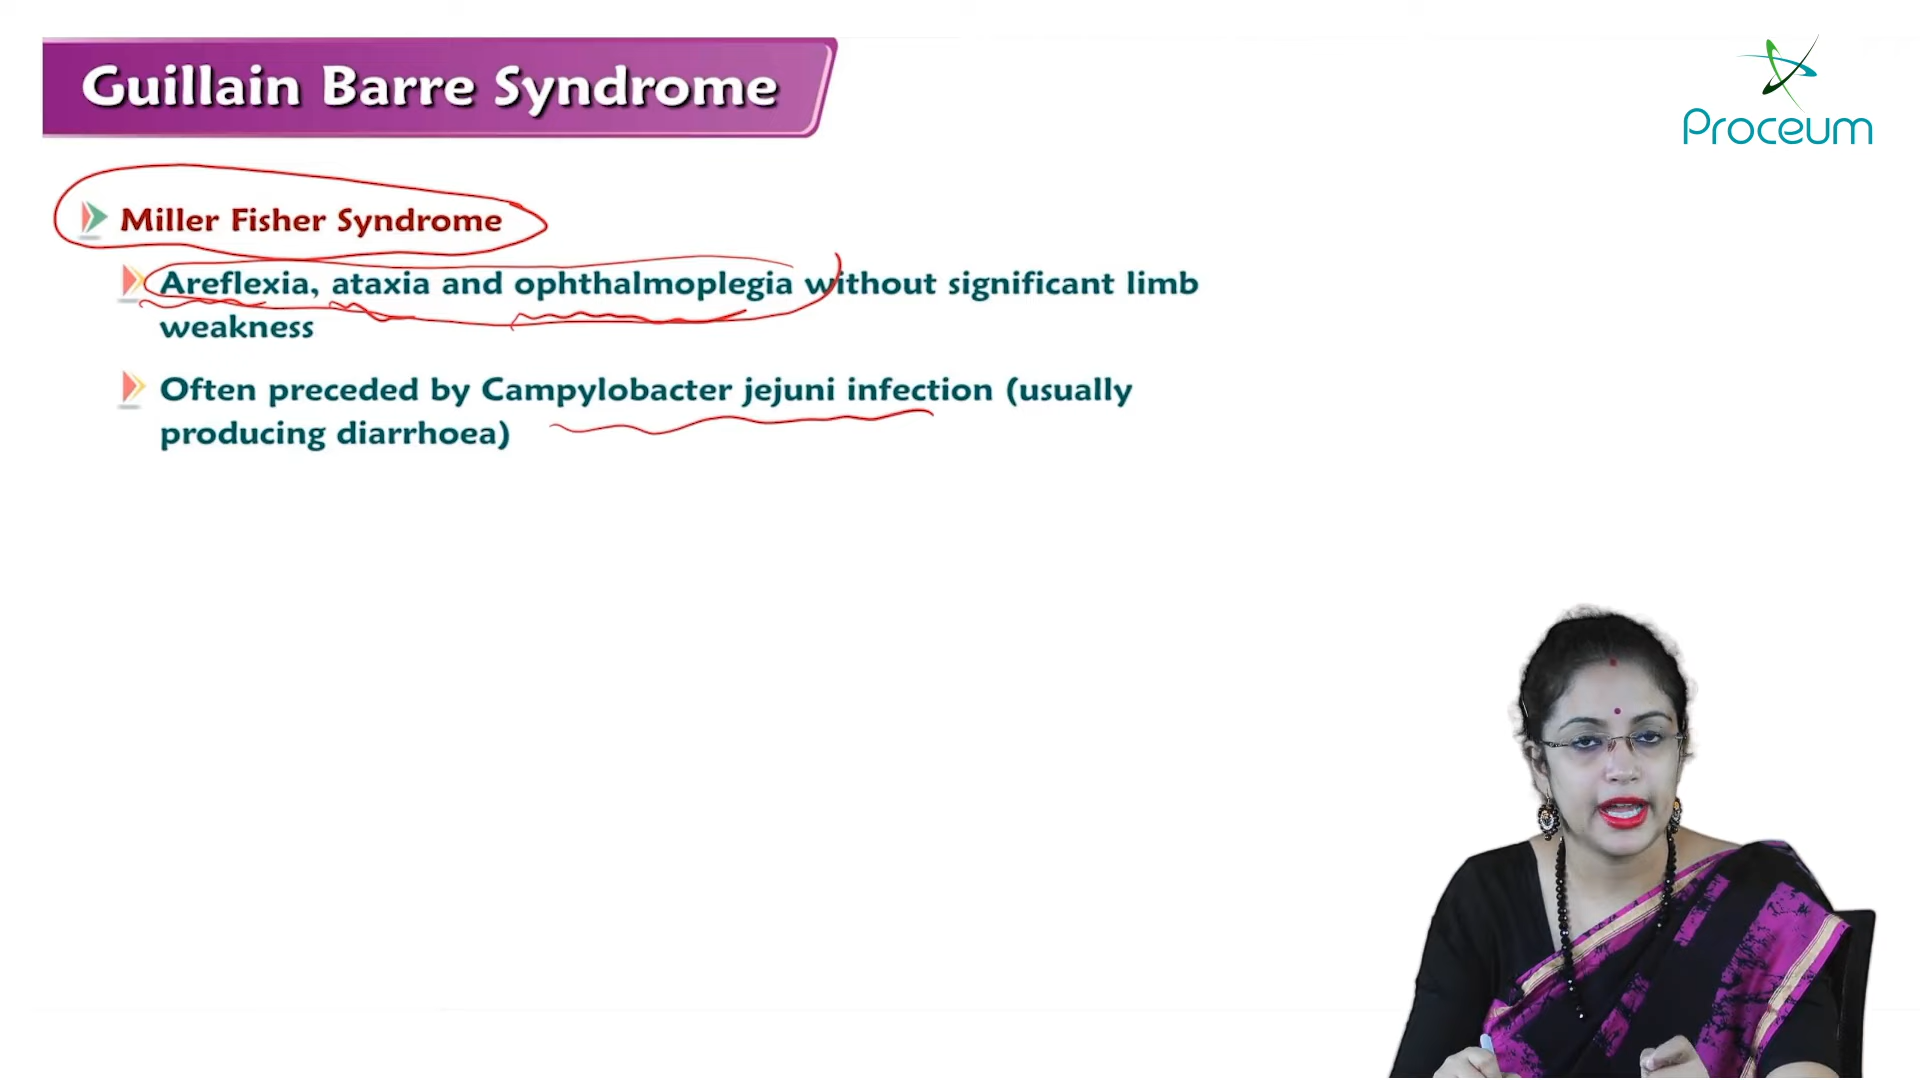 Guillain Barre Syndrome
Proceum
Miller Fisher Syndrome
Areflexia, ataxia and ophthalmoplegia without significant limb
weakness
Often preceded by Campylobacter jejuni infection (usually
producing diarrhoea)